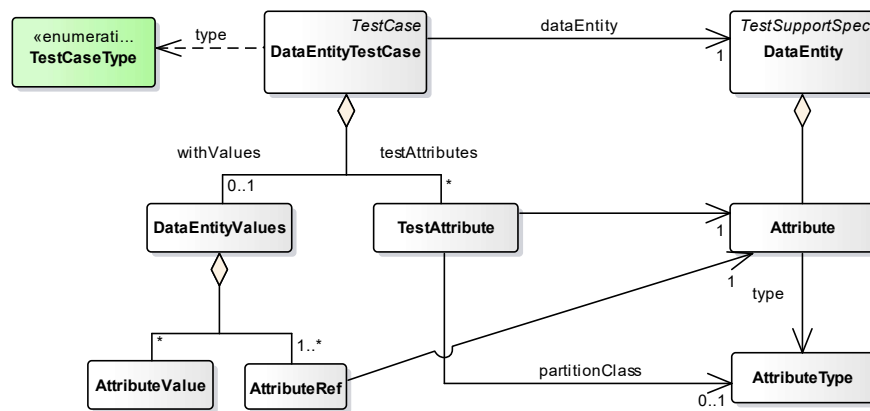 TestCase
DataEntityTestCase
«enumerati...
TestCaseType
type
dataEntity
1
TestSupportSpec
DataEntity
withValues
testAttributes
0..1
*
DataEntityValues
TestAttribute
1
Attribute
1
type
*
1..*
AttributeValue
AttributeRef
partitionClass
0..1
AttributeType